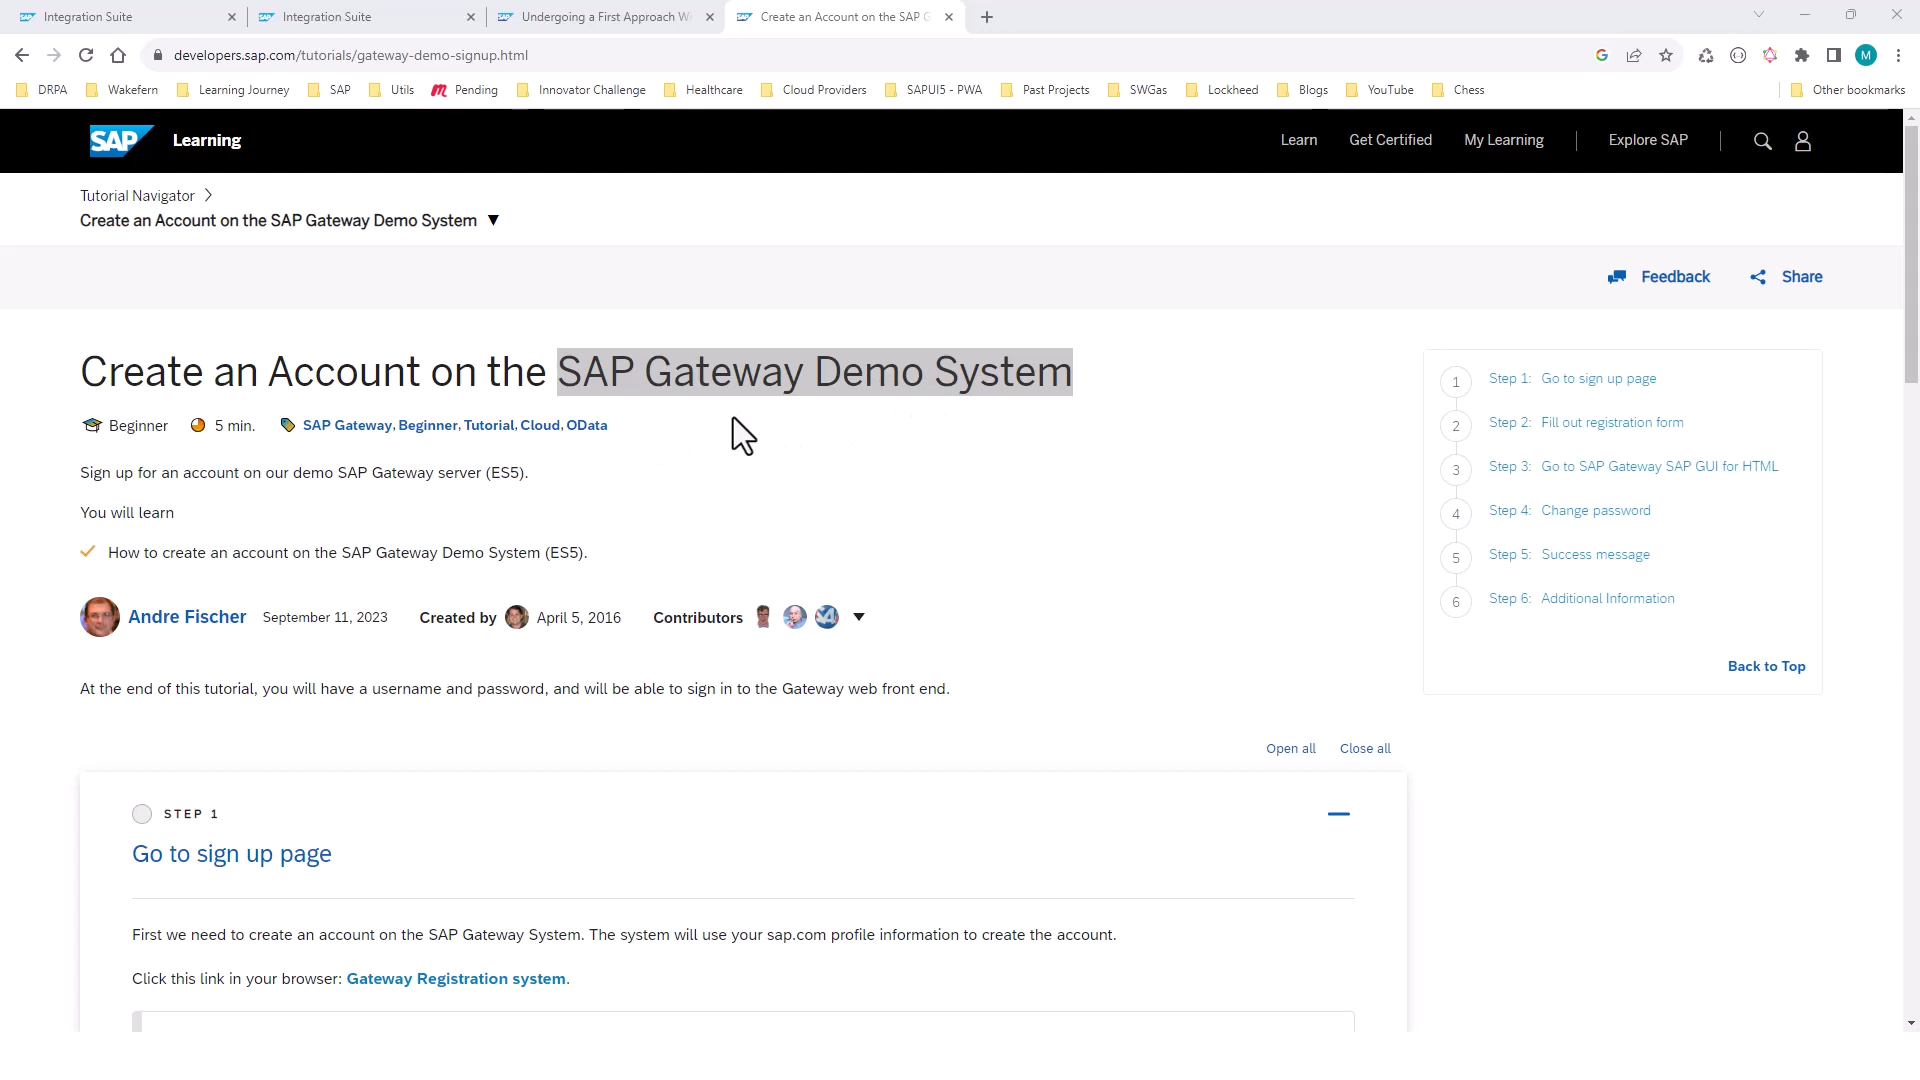 Integration Suite
Integration Suite
Undergoing a First Approach Wi
Create an Account on the SAP G
developers.sap.com/tutorials/gateway-demo-signup.html
G
M
DRPA
Wakefern
Learning Journey
SAP
Utils
Pending
Innovator Challenge
Healthcare
Cloud Providers
SAPUI5 - PWA
Past Projects
SWGas
Lockheed
Blogs
YouTube
Chess
Other bookmarks
SAP Learning
Learn
Get Certified
My Learning
Explore SAP
Tutorial Navigator
Create an Account on the SAP Gateway Demo System
Feedback
Share
Create an Account on the SAP Gateway Demo System
Beginner
5 min.
SAP Gateway, Beginner, Tutorial, Cloud, OData
Sign up for an account on our demo SAP Gateway server (ES5).
You will learn
How to create an account on the SAP Gateway Demo System (ES5).
Andre Fischer
September 11, 2023
Created by
April 5, 2016
Contributors
At the end of this tutorial, you will have a username and password, and will be able to sign in to the Gateway web front end.
1 Step 1: Go to sign up page
2 Step 2: Fill out registration form
3 Step 3: Go to SAP Gateway SAP GUI for HTML
4 Step 4: Change password
5 Step 5: Success message
6 Step 6: Additional Information
Back to Top
Open all
Close all
STEP 1
Go to sign up page
First we need to create an account on the SAP Gateway System. The system will use your sap.com profile information to create the account.
Click this link in your browser: Gateway Registration system.